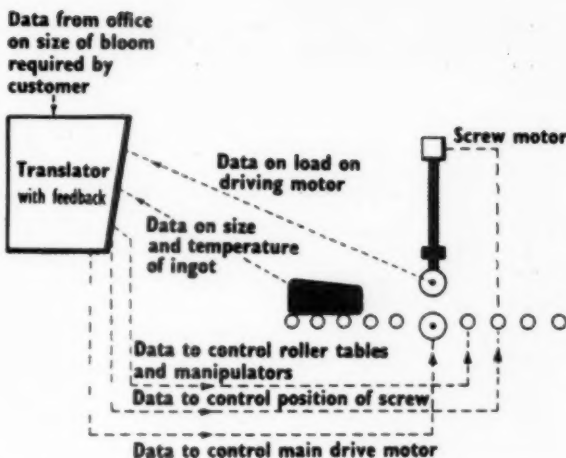 Data from office
on size of bloom
required by
customer
Translator
with feedback
Data on load on
driving motor
Screw motor
Data on size
and temperature
of ingot
Data to control roller tables
and manipulators
Data to control position of screw
Data to control main drive motor